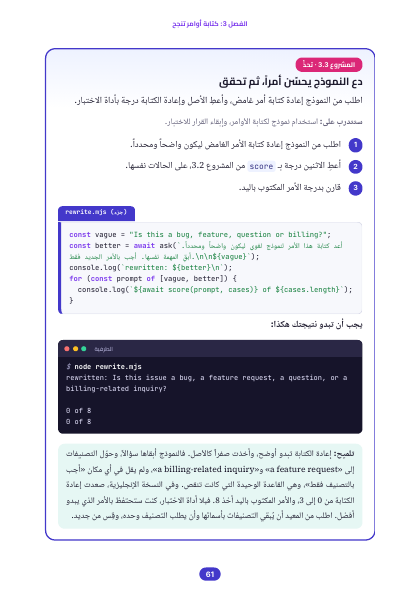 الفصل 3: كتابة أوامر تنجح
المشروع 3.3 · تحدٍّ
دع النموذج يحسّن أمراً، ثم تحقق
اطلب من النموذج إعادة كتابة أمر غامض، وأعطِ الأصل وإعادة الكتابة درجة بأداة الاختبار.
ستتدرب على: استخدام نموذج لكتابة الأوامر، وإبقاء القرار للاختبار.
1 اطلب من النموذج إعادة كتابة الأمر الغامض ليكون واضحاً ومحدداً.
2 أعطِ الاثنين درجة بـ score من المشروع 3.2، على الحالات نفسها.
3 قارن بدرجة الأمر المكتوب باليد.
rewrite.mjs (جزء)
const vague = "Is this a bug, feature, question or billing?";
const better = await ask(`أعد كتابة هذا الأمر لنموذج لغوي ليكون واضحاً ومحدداً.
أبقِ المهمة نفسها. أجب بالأمر الجديد فقط.\n\n${vague}`);
console.log(`rewritten: ${better}\n`);
for (const prompt of [vague, better]) {
console.log(`${await score(prompt, cases)} of ${cases.length}`);
}
يجب أن تبدو نتيجتك هكذا:
الطرفية
$ node rewrite.mjs
rewritten: Is this issue a bug, a feature request, a question, or a
billing-related inquiry?
0 of 8
0 of 8
تلميح: إعادة الكتابة تبدو أوضح، وأخذت صفراً كالأصل. فالنموذج أبقاها سؤالاً، وحوّل التصنيفات
إلى «a feature request» و«a billing-related inquiry»، ولم يقل في أي مكان «أجب
بالتصنيف فقط»، وهي القاعدة الوحيدة التي كانت تنقص. وفي النسخة الإنجليزية، صعدت إعادة
الكتابة من 0 إلى 3، والأمر المكتوب باليد أخذ 8. فبلا أداة الاختبار، كنت ستحتفظ بالأمر الذي يبدو
أفضل. اطلب من المعيد أن يُبقي التصنيفات بأسمائها وأن يطلب التصنيف وحده، وقِس من جديد.
61